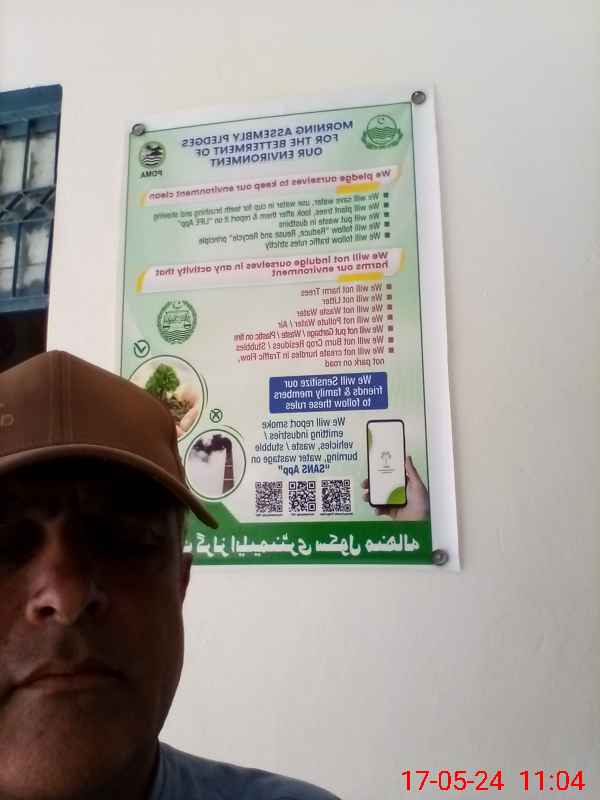 MORNING ASSEMBLY PLEDGES
FOR THE BETTERMENT OF
OUR ENVIRONMENT
PDMA
We pledge ourselves to keep our environment clean
We will save water, use water in cup for teeth brushing and shaving
We will plant trees, look after them & report it on "LIFE App"
We will put waste in dustbins
We will follow "Reduce, Reuse and Recycle" principle
We will follow traffic rules strictly
We will not indulge ourselves in any activity that
harms our environment
We will not harm Trees
We will not Litter
We will not Waste Water
We will not Pollute Water / Air
We will not put Garbage / Waste / Plastic on fire
We will not Burn Crop Residues / Stubbles
We will not create hurdles in Traffic Flow,
not park on road
We will Sensitize our
friends & family members
to follow these rules
We will report smoke
emitting industries /
vehicles, waste / stubble
burning, water wastage on
"SANS App"
گرلز ایلیمنٹری سکول منھالہ
17-05-24 11:04